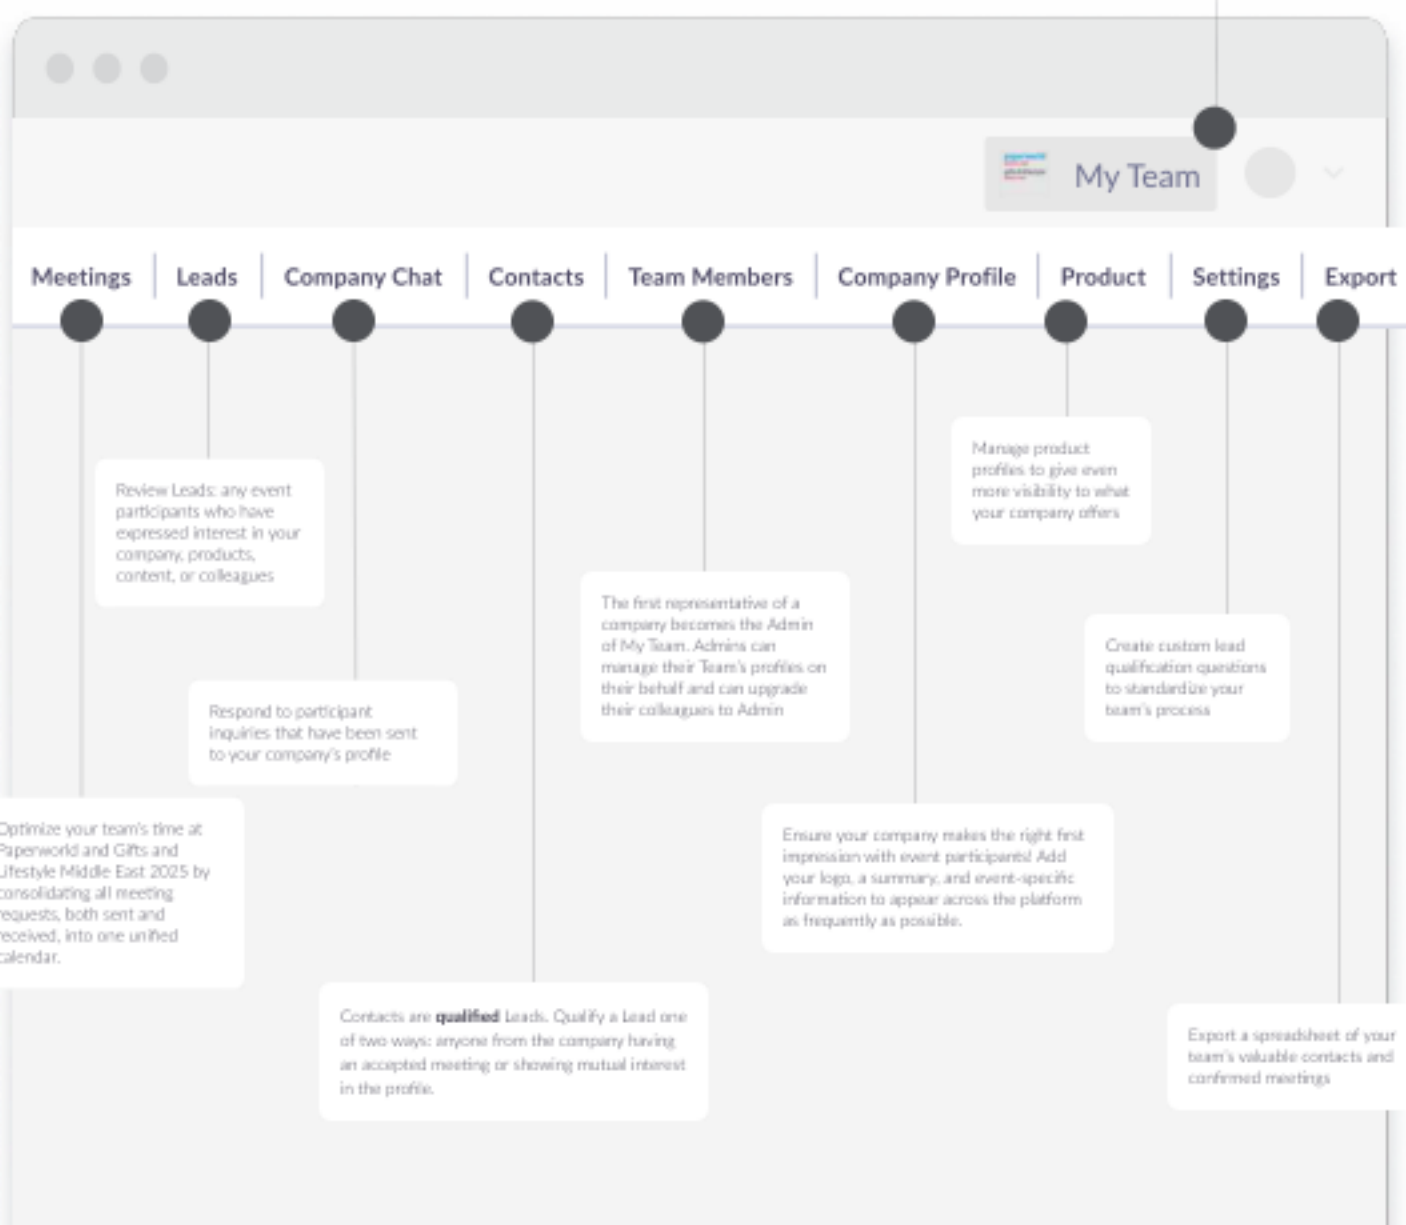 My Team
Meetings
Leads
Company Chat
Contacts
Team Members
Company Profile
Product
Settings
Export
Manage product
profiles to give even
more visibility to what
your company offers
Review Leads: any event
participants who have
expressed interest in your
company, products,
content, or colleagues
The first representative of a
company becomes the Admin
of My Team. Admins can
manage their Team's profiles on
their behalf and can upgrade
their colleagues to Admin
Create custom lead
qualification questions
to standardize your
team's process
Respond to participant
inquiries that have been sent
to your company's profile
Optimize your team's time at
Paperworld and Gifts and
Lifestyle Middle East 2025 by
consolidating all meeting
requests, both sent and
received, into one unified
calendar.
Ensure your company makes the right first
impression with event participants! Add
your logo, a summary, and event-specific
information to appear across the platform
as frequently as possible.
Contacts are qualified Leads. Qualify a Lead one
of two ways: anyone from the company having
an accepted meeting or showing mutual interest
in the profile.
Export a spreadsheet of your
team's valuable contacts and
confirmed meetings